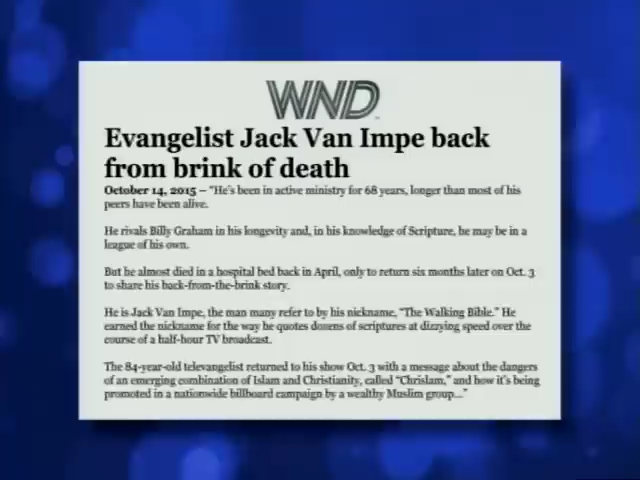 WND
Evangelist Jack Van Impe back
from brink of death
October 14, 2015 – "He's been in active ministry for 68 years, longer than most of his
peers have been alive.
He rivals Billy Graham in his longevity and, in his knowledge of Scripture, he may be in a
league of his own.
But he almost died in a hospital bed back in April, only to return six months later on Oct. 3
to share his back-from-the-brink story.
He is Jack Van Impe, the man many refer to by his nickname, "The Walking Bible." He
earned the nickname for the way he quotes dozens of scriptures at dizzying speed over the
course of a half-hour TV broadcast.
The 84-year-old televangelist returned to his show Oct. 3 with a message about the dangers
of an emerging combination of Islam and Christianity, called "Chrislam," and how it's being
promoted in a nationwide billboard campaign by a wealthy Muslim group..."